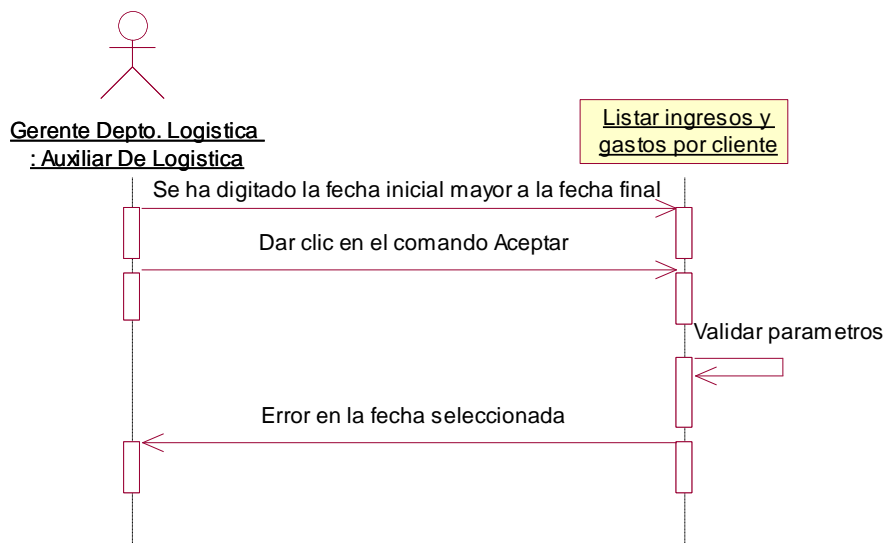 Gerente Depto. Logistica
: Auxiliar De Logistica
Listar ingresos y
gastos por cliente
Se ha digitado la fecha inicial mayor a la fecha final
Dar clic en el comando Aceptar
Validar parametros
Error en la fecha seleccionada